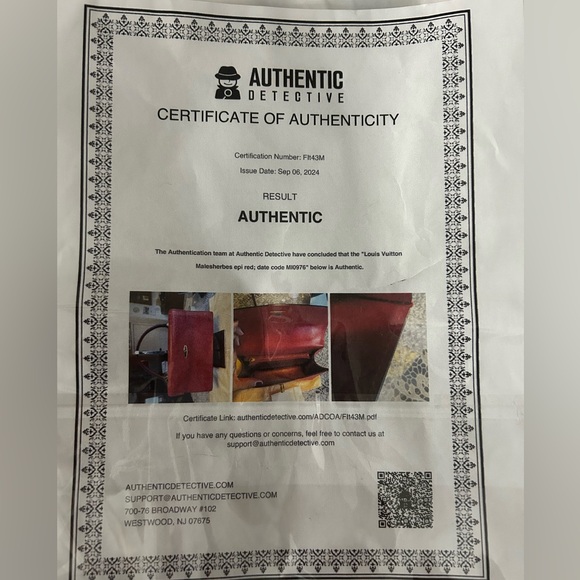 AUTHENTIC
DETECTIVE
CERTIFICATE OF AUTHENTICITY
Certification Number: FIt43M
Issue Date: Sep 06, 2024
RESULT
AUTHENTIC
The Authentication team at Authentic Detective have concluded that the "Louis Vuitton
Malesherbes epi red; date code MI0976" below is Authentic.
Certificate Link: authenticdetective.com/ADCOA/FIt43M.pdf
If you have any questions or concerns, feel free to contact us at
support@authenticdetective.com
AUTHENTICDETECTIVE.COM
SUPPORT@AUTHENTICDETECTIVE.COM
700-76 BROADWAY #102
WESTWOOD, NJ 07675